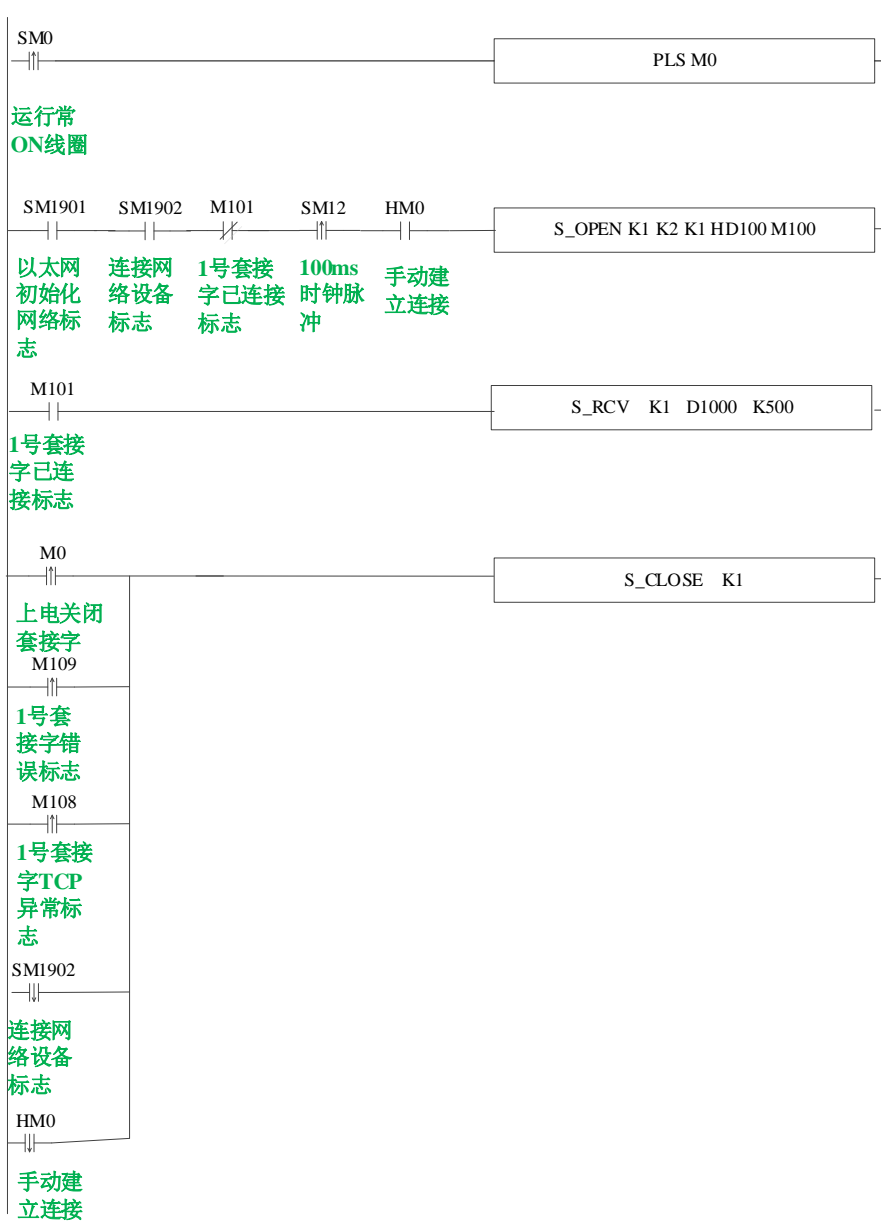 SM0
PLS M0
运行常
ON线圈
SM1901 SM1902 M101 SM12 HM0
S_OPEN K1 K2 K1 HD100 M100
以太网
初始化
网络标
志
连接网
络设备
标志
1号套接
字已连接
标志
100ms
时钟脉
冲
手动建
立连接
M101
S_RCV K1 D1000 K500
1号套接
字已连
接标志
M0
S_CLOSE K1
上电关闭
套接字
M109
1号套
接字错
误标志
M108
1号套接
字TCP
异常标
志
SM1902
连接网
络设备
标志
HM0
手动建
立连接